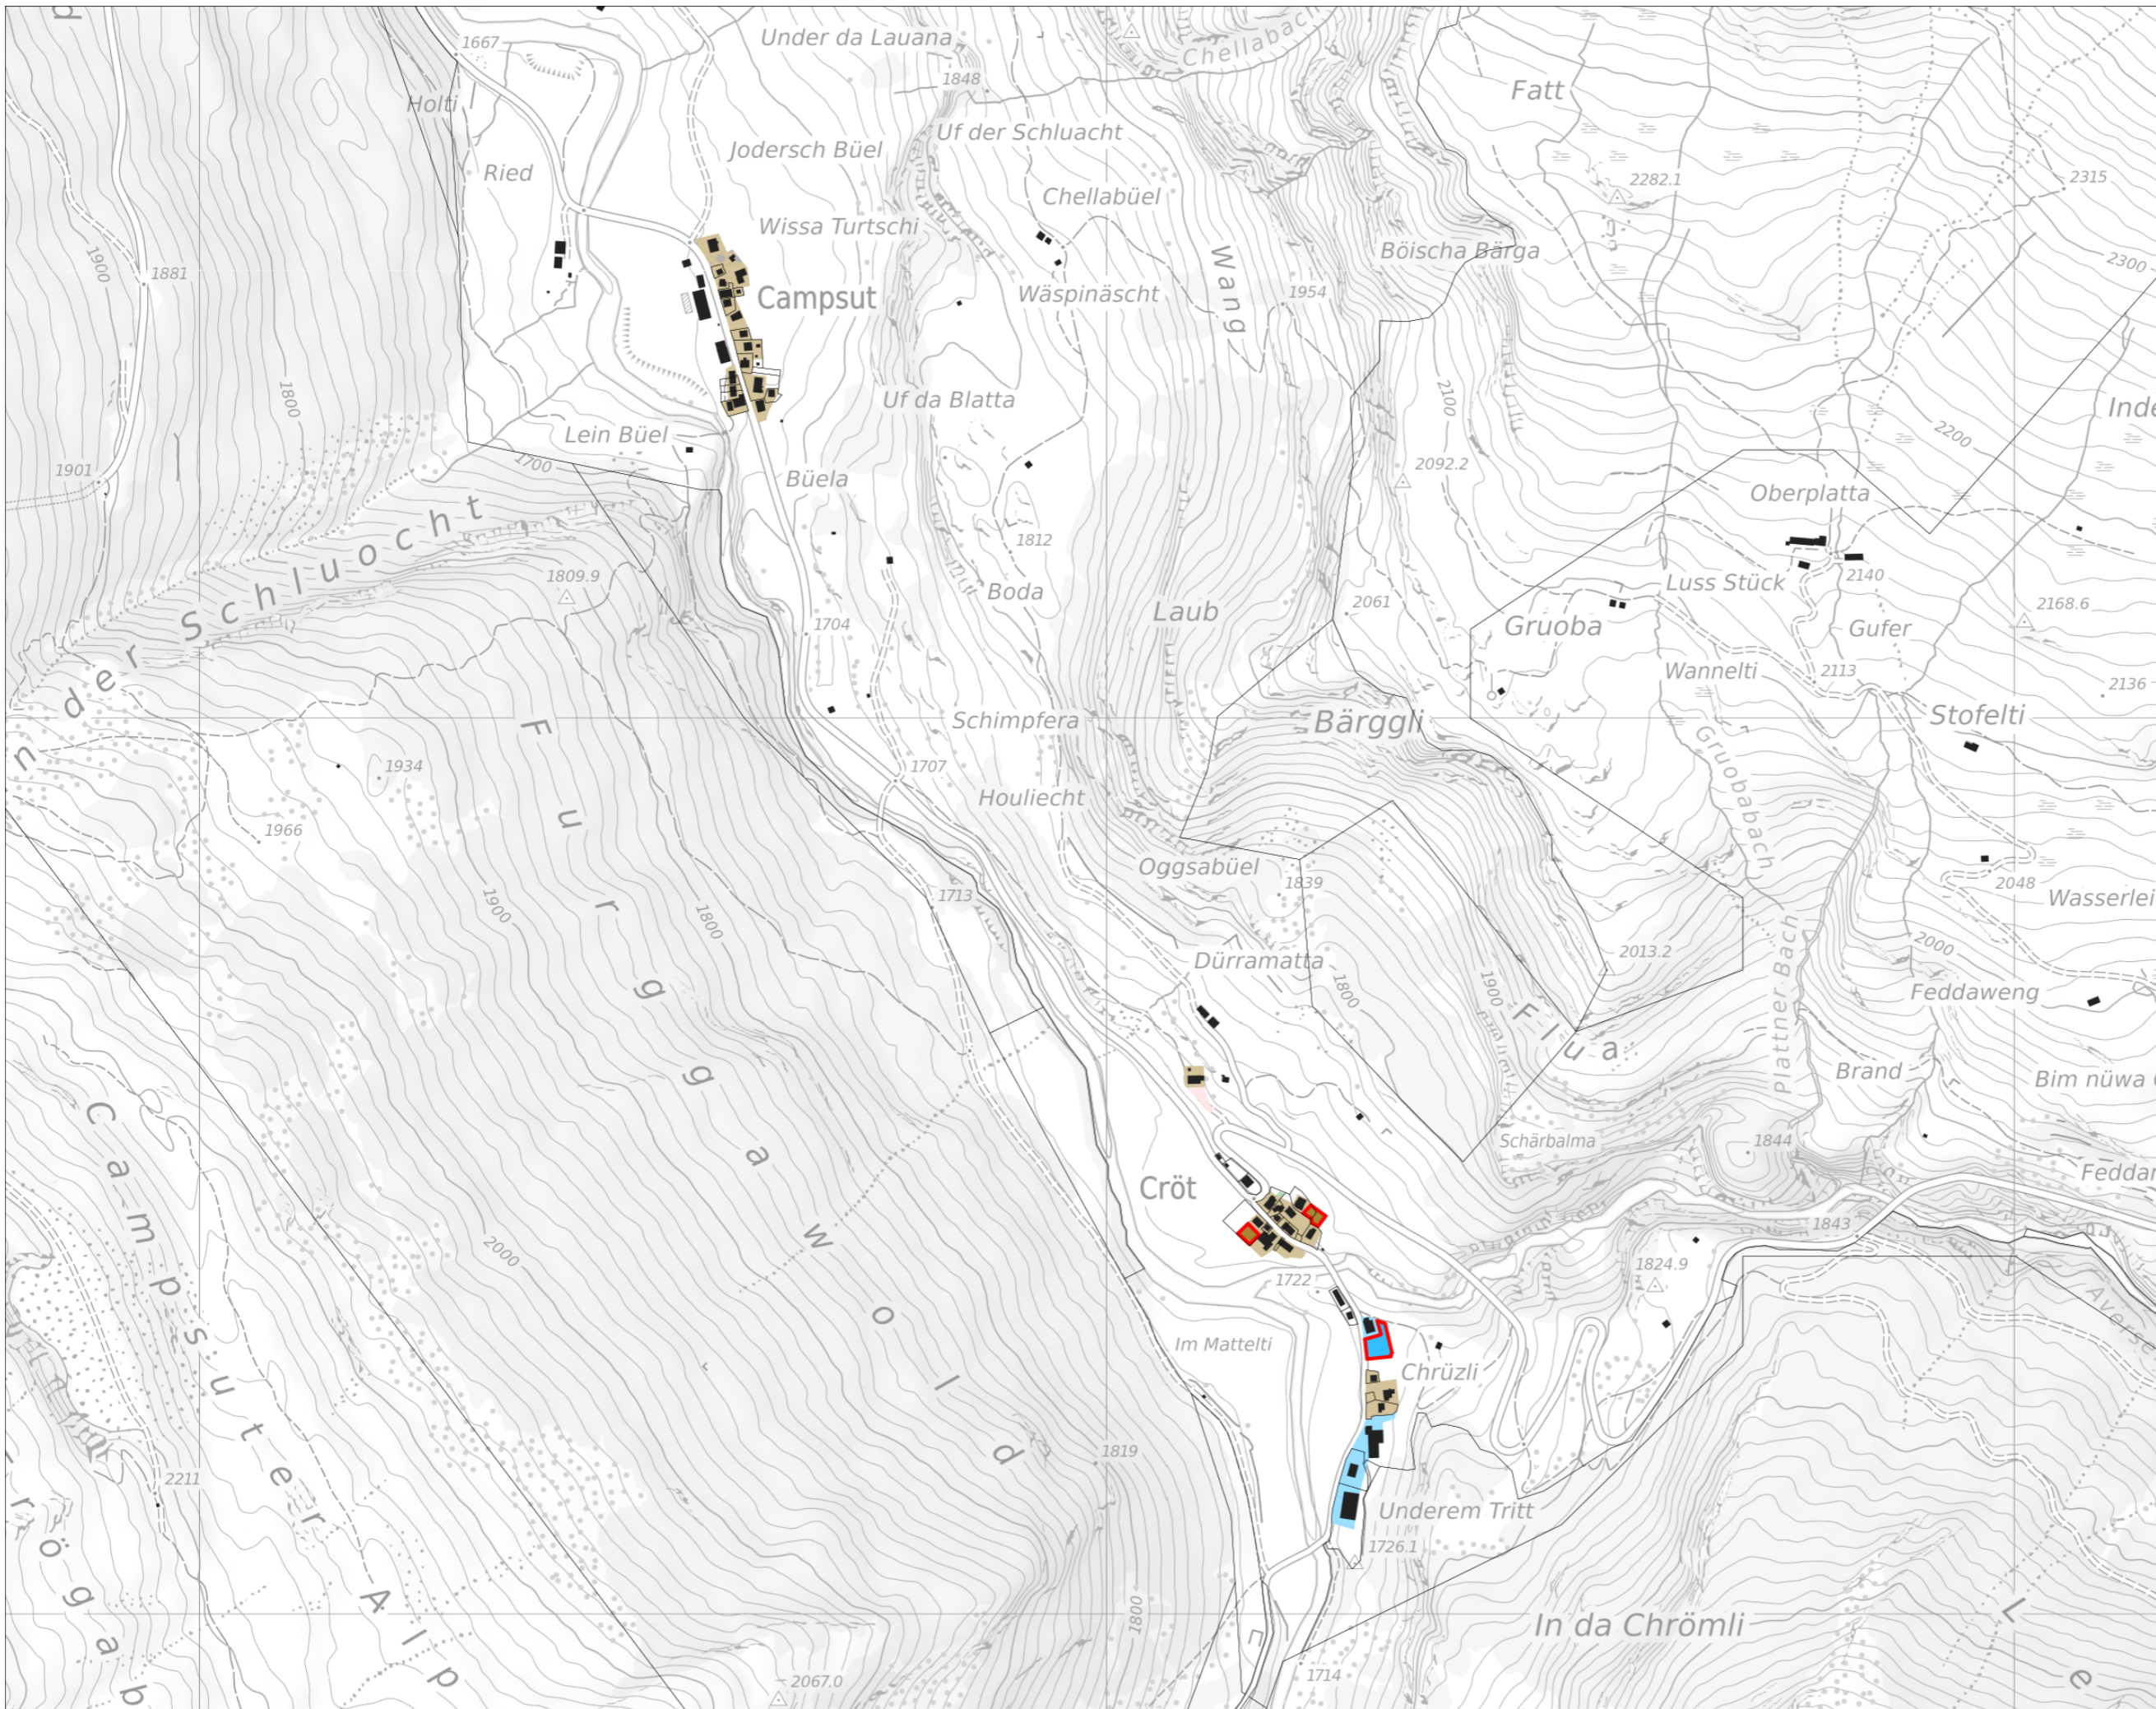 1667
Under da Lauana
Chellabach
1848
Fatt
Holti
Uf der Schluacht
Jodersch Büel
Ried
2282.1
2315
Chellabüel
Wissa Turtschi
Wang
Böischa Bärga
1900
1881
2300
Campsut
Wäspinäscht
1954
1800
2100
Uf da Blatta
Lein Büel
2200
1700
1901
2092.2
Büela
Oberplatta
1812
1809.9
2140
Luss Stück
Boda
1704
Laub
2061
2168.6
Gruoba
Gufer
n der Schluocht
Wannelti
2113
2136
Schimpfera
Bärggli
Stofelti
1934
1707
Gruobabach
Houliecht
1966
Oggsabüel
1839
2048
1713
1900
1800
Wasserlei
2013.2
2000
Dürramatta
1800
1900
Flua
Plattner Bach
Feddaweng
Brand
Bim nüwa
Furggawold
Schärbalma
1844
Cröt
1843
2000
1824.9
1722
Im Mattelti
Chrüzli
1819
2211
Campsuter Alp
Underem Tritt
1726.1
1800
In da Chrömli
1714
2067.0